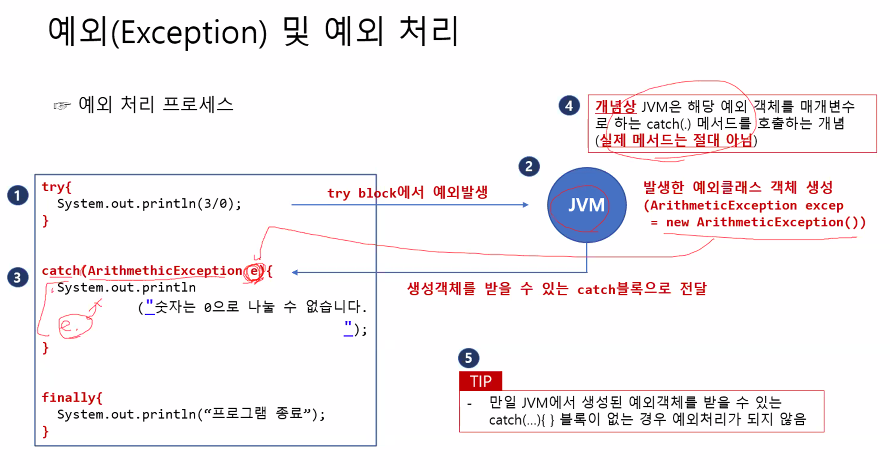 예외(Exception) 및 예외 처리
☞ 예외 처리 프로세스
1
try{
System.out.println(3/0);
}
try block에서 예외발생
2
JVM
발생한 예외클래스 객체 생성
(ArithmeticException excep
= new ArithmeticException())
3
catch(ArithmethicException e){
System.out.println
("숫자는 0으로 나눌 수 없습니다.
");
}
e.
생성객체를 받을 수 있는 catch블록으로 전달
finally{
System.out.println(“프로그램 종료”);
}
4
개념상 JVM은 해당 예외 객체를 매개변수
로 하는 catch(.) 메서드를 호출하는 개념
(실제 메서드는 절대 아님)
5
TIP
- 만일 JVM에서 생성된 예외객체를 받을 수 있는
catch(...){ } 블록이 없는 경우 예외처리가 되지 않음